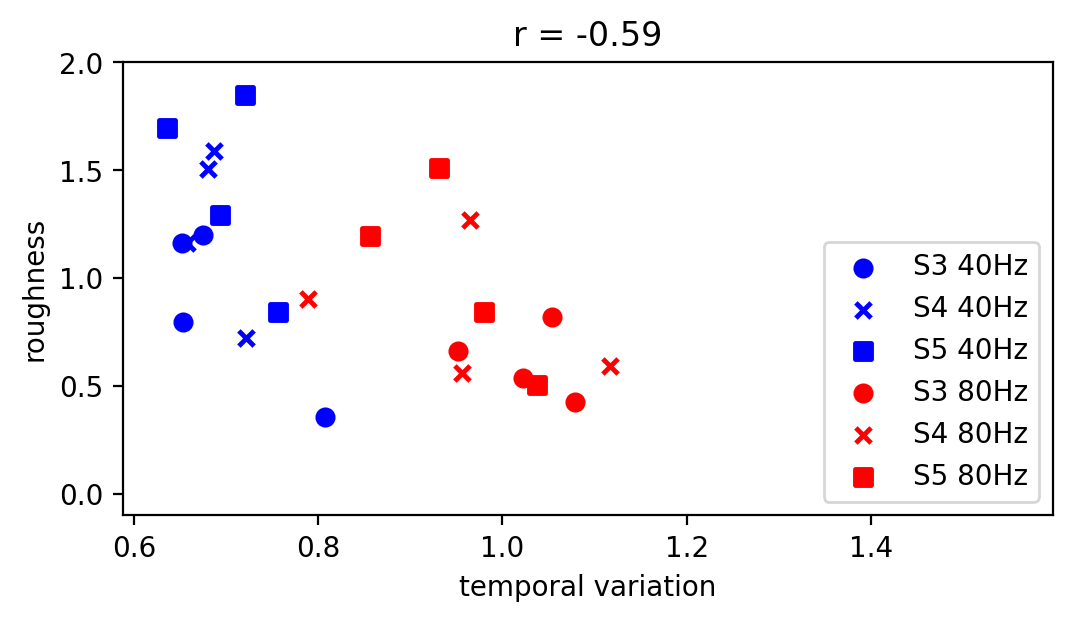 r = -0.59
roughness
2.0
1.5
1.0
0.5
0.0
0.6
0.8
1.0
1.2
1.4
temporal variation
S3 40Hz
S4 40Hz
S5 40Hz
S3 80Hz
S4 80Hz
S5 80Hz